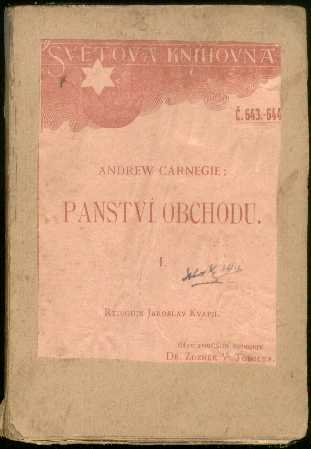 SVĚTOVÁ KNIHOVNA
Č. 643.-644
ANDREW CARNEGIE:
PANSTVÍ OBCHODU.
I.
REDIGUJE JAROSLAV KVAPIL.
DR. ZDENĚK V. TOBOLKA.